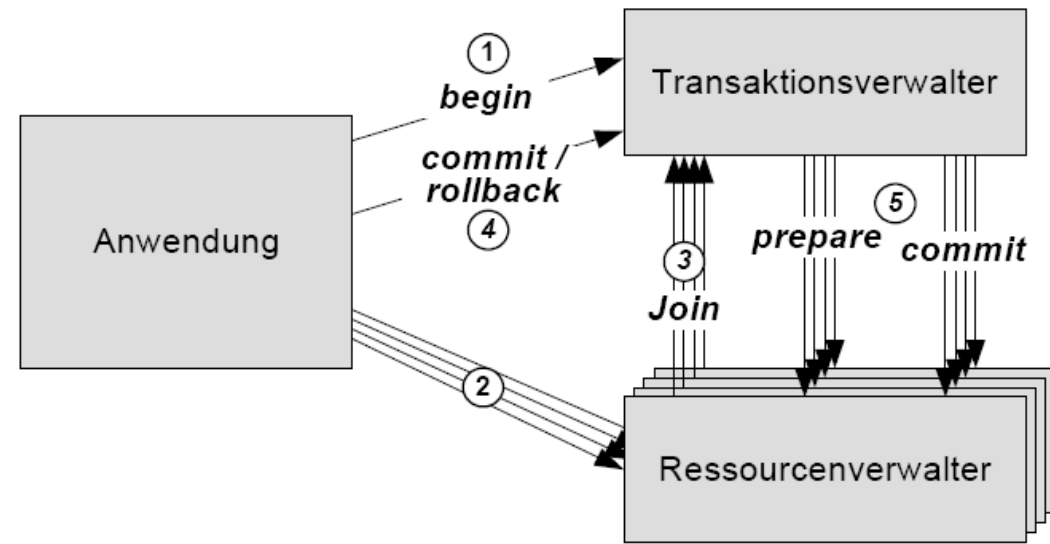 1
begin
Transaktionsverwalter
commit /
rollback
4
Anwendung
5
prepare
commit
3
Join
2
Ressourcenverwalter